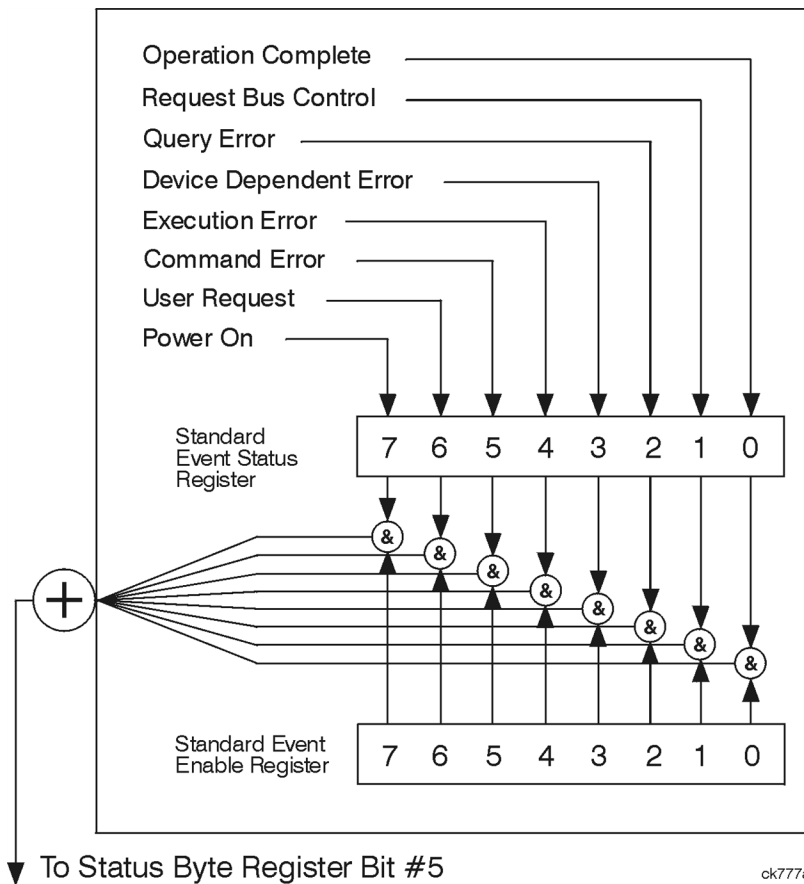 Operation Complete
Request Bus Control
Query Error
Device Dependent Error
Execution Error
Command Error
User Request
Power On
Standard
Event Status
Register
7 6 5 4 3 2 1 0
&
&
&
&
&
&
&
&
+
Standard Event
Enable Register
7 6 5 4 3 2 1 0
To Status Byte Register Bit #5
ck777a